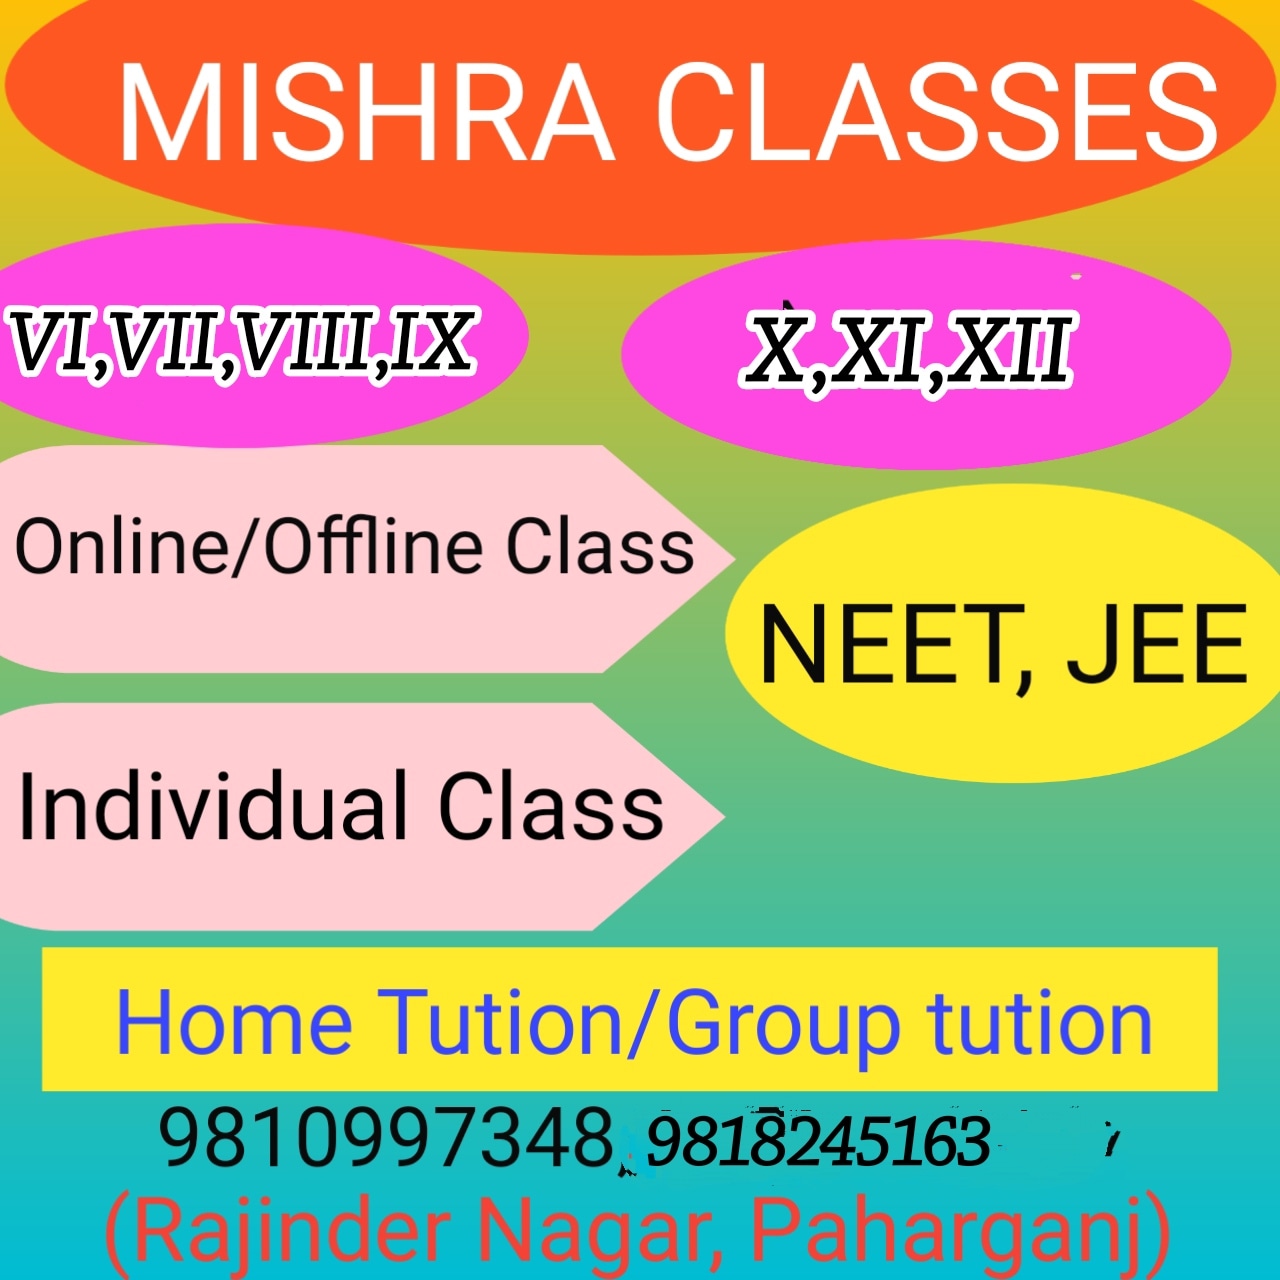 MISHRA CLASSES
VI,VII,VIII,IX
X,XI,XII
Online/Offline Class
NEET, JEE
Individual Class
Home Tution/Group tution
9810997348, 9818245163
(Rajinder Nagar, Paharganj)